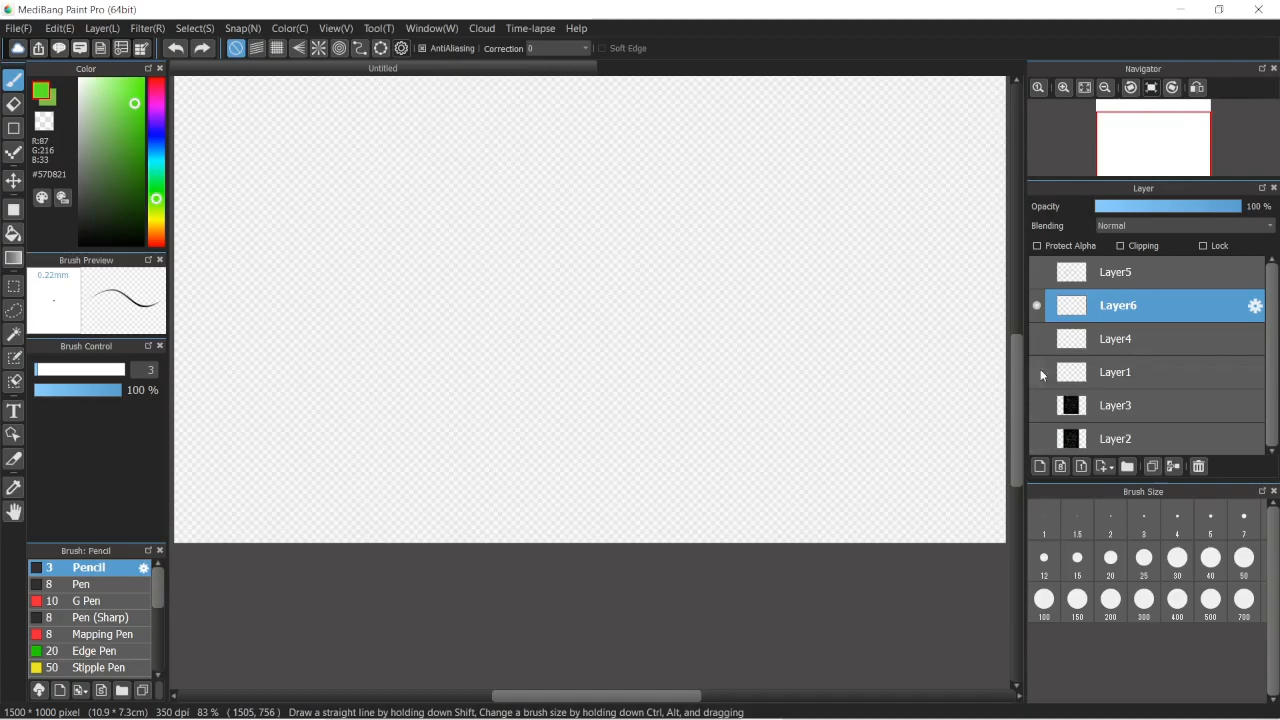 MediBang Paint Pro (64bit)
File(F) Edit(E) Layer(L) Filter(R) Select(S) Snap(N) Color(C) View(V) Tool(T) Window(W) Cloud Time-lapse Help
AntiAliasing Correction 0 Soft Edge
Color
R:87
G:216
B:33
#57D821
Brush Preview
0.22mm
Brush Control
3
100 %
Brush: Pencil
3 Pencil
8 Pen
10 G Pen
8 Pen (Sharp)
8 Mapping Pen
20 Edge Pen
50 Stipple Pen
Untitled
Navigator
Layer
Opacity 100 %
Blending Normal
Protect Alpha Clipping Lock
Layer5
Layer6
Layer4
Layer1
Layer3
Layer2
Brush Size
1 1.5 2 3 4 5 7
12 15 20 25 30 40 50
100 150 200 300 400 500 700
1500 * 1000 pixel (10.9 * 7.3cm) 350 dpi 83 % ( 1505, 756 ) Draw a straight line by holding down Shift, Change a brush size by holding down Ctrl, Alt, and dragging